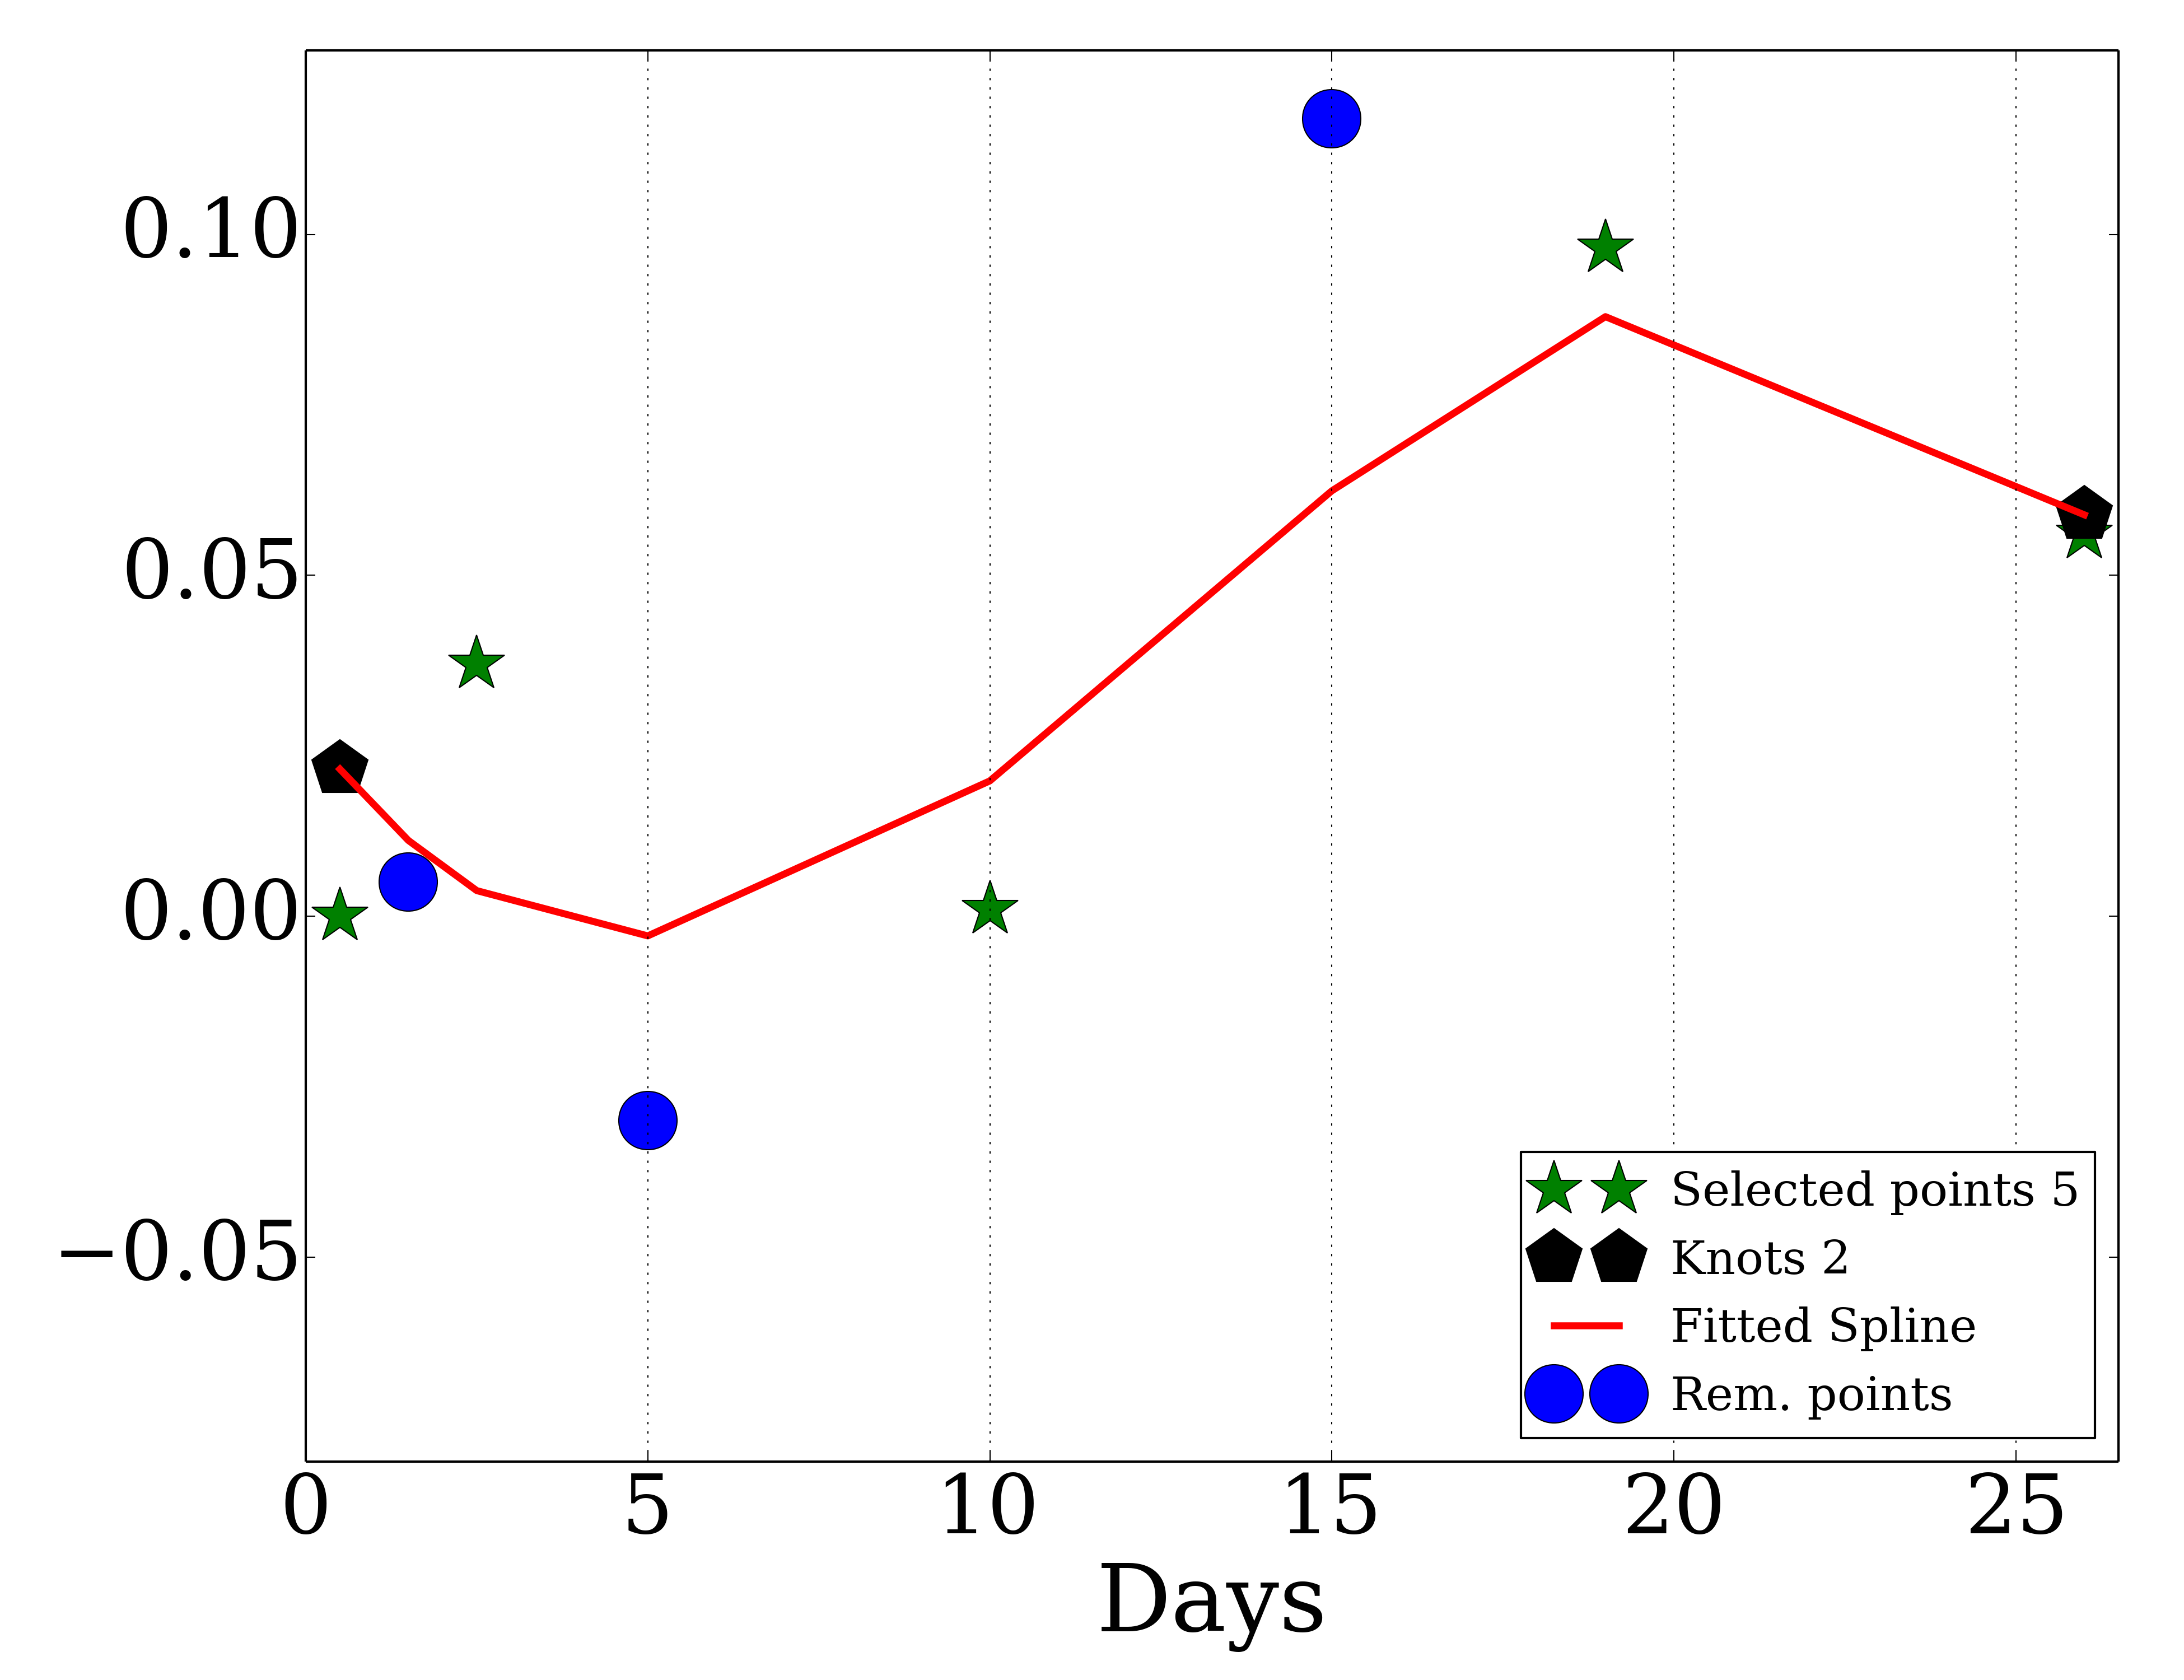 0.10
0.05
0.00
−0.05
0 5 10 15 20 25
Days
Selected points 5
Knots 2
Fitted Spline
Rem. points